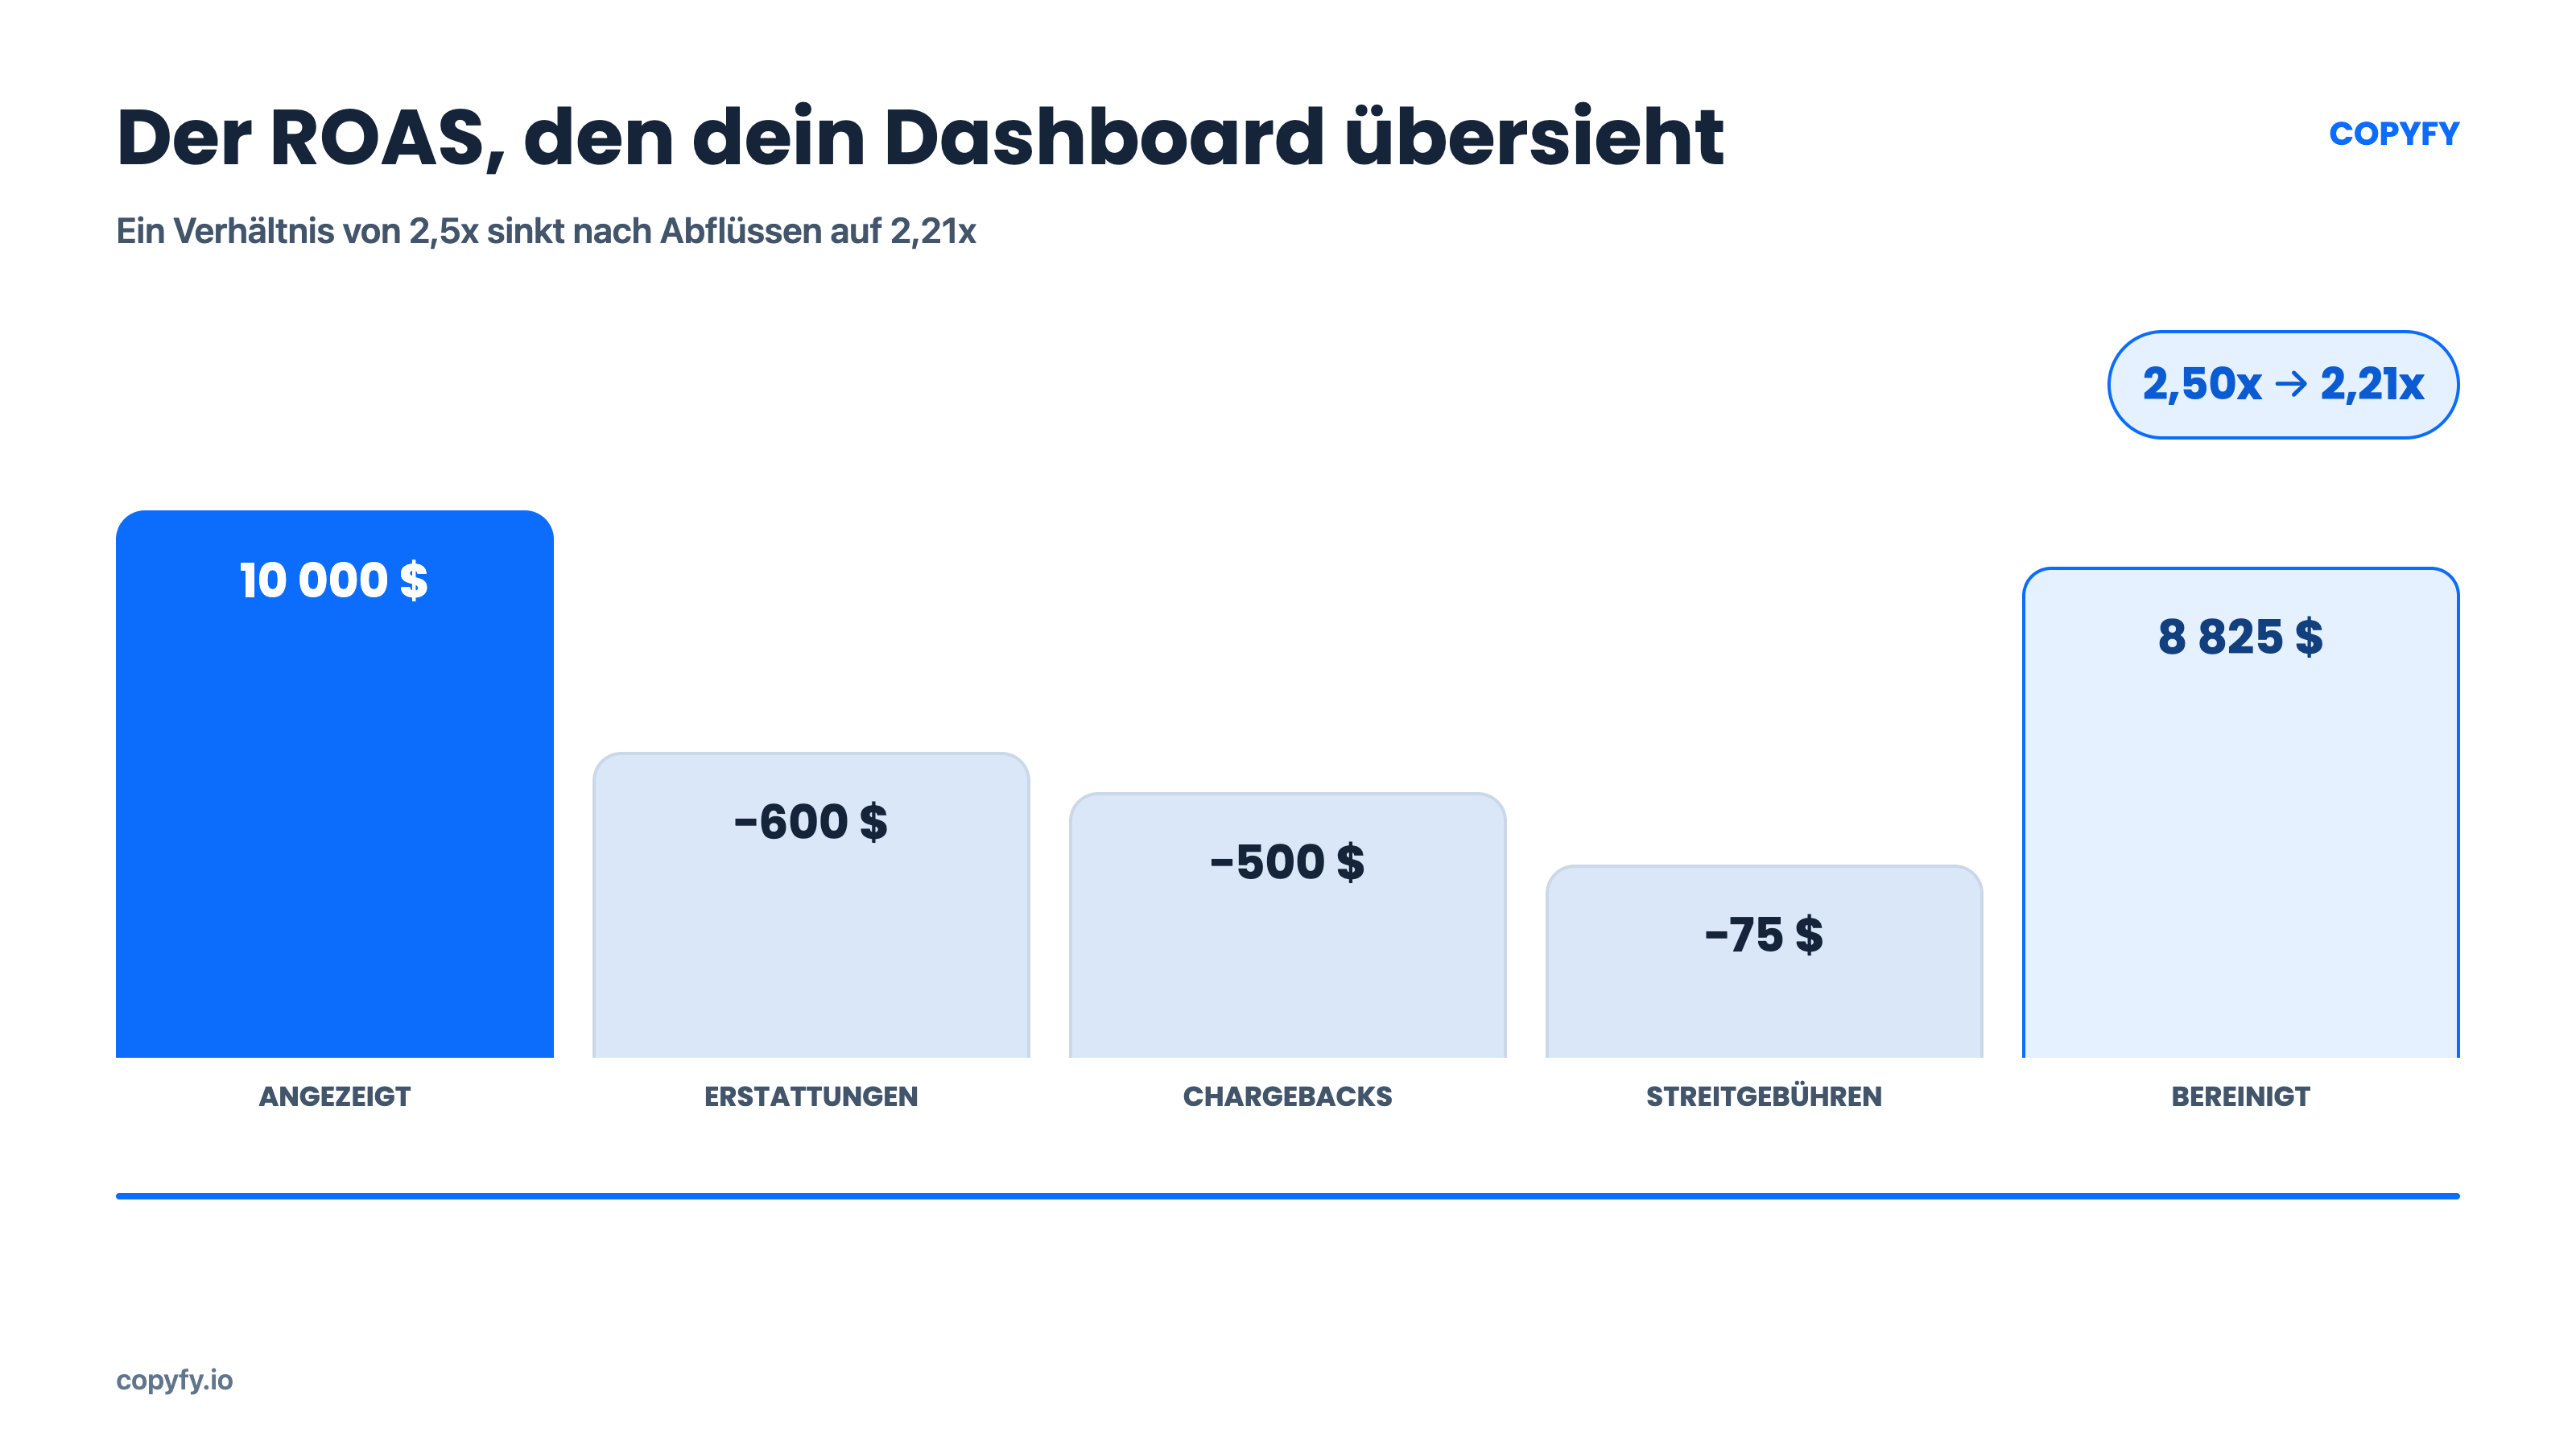 Der ROAS, den dein Dashboard übersieht
COPYFY
Ein Verhältnis von 2,5x sinkt nach Abflüssen auf 2,21x
2,50x → 2,21x
10 000 $
−600 $
−500 $
−75 $
8 825 $
ANGEZEIGT
ERSTATTUNGEN
CHARGEBACKS
STREITGEBÜHREN
BEREINIGT
copyfy.io